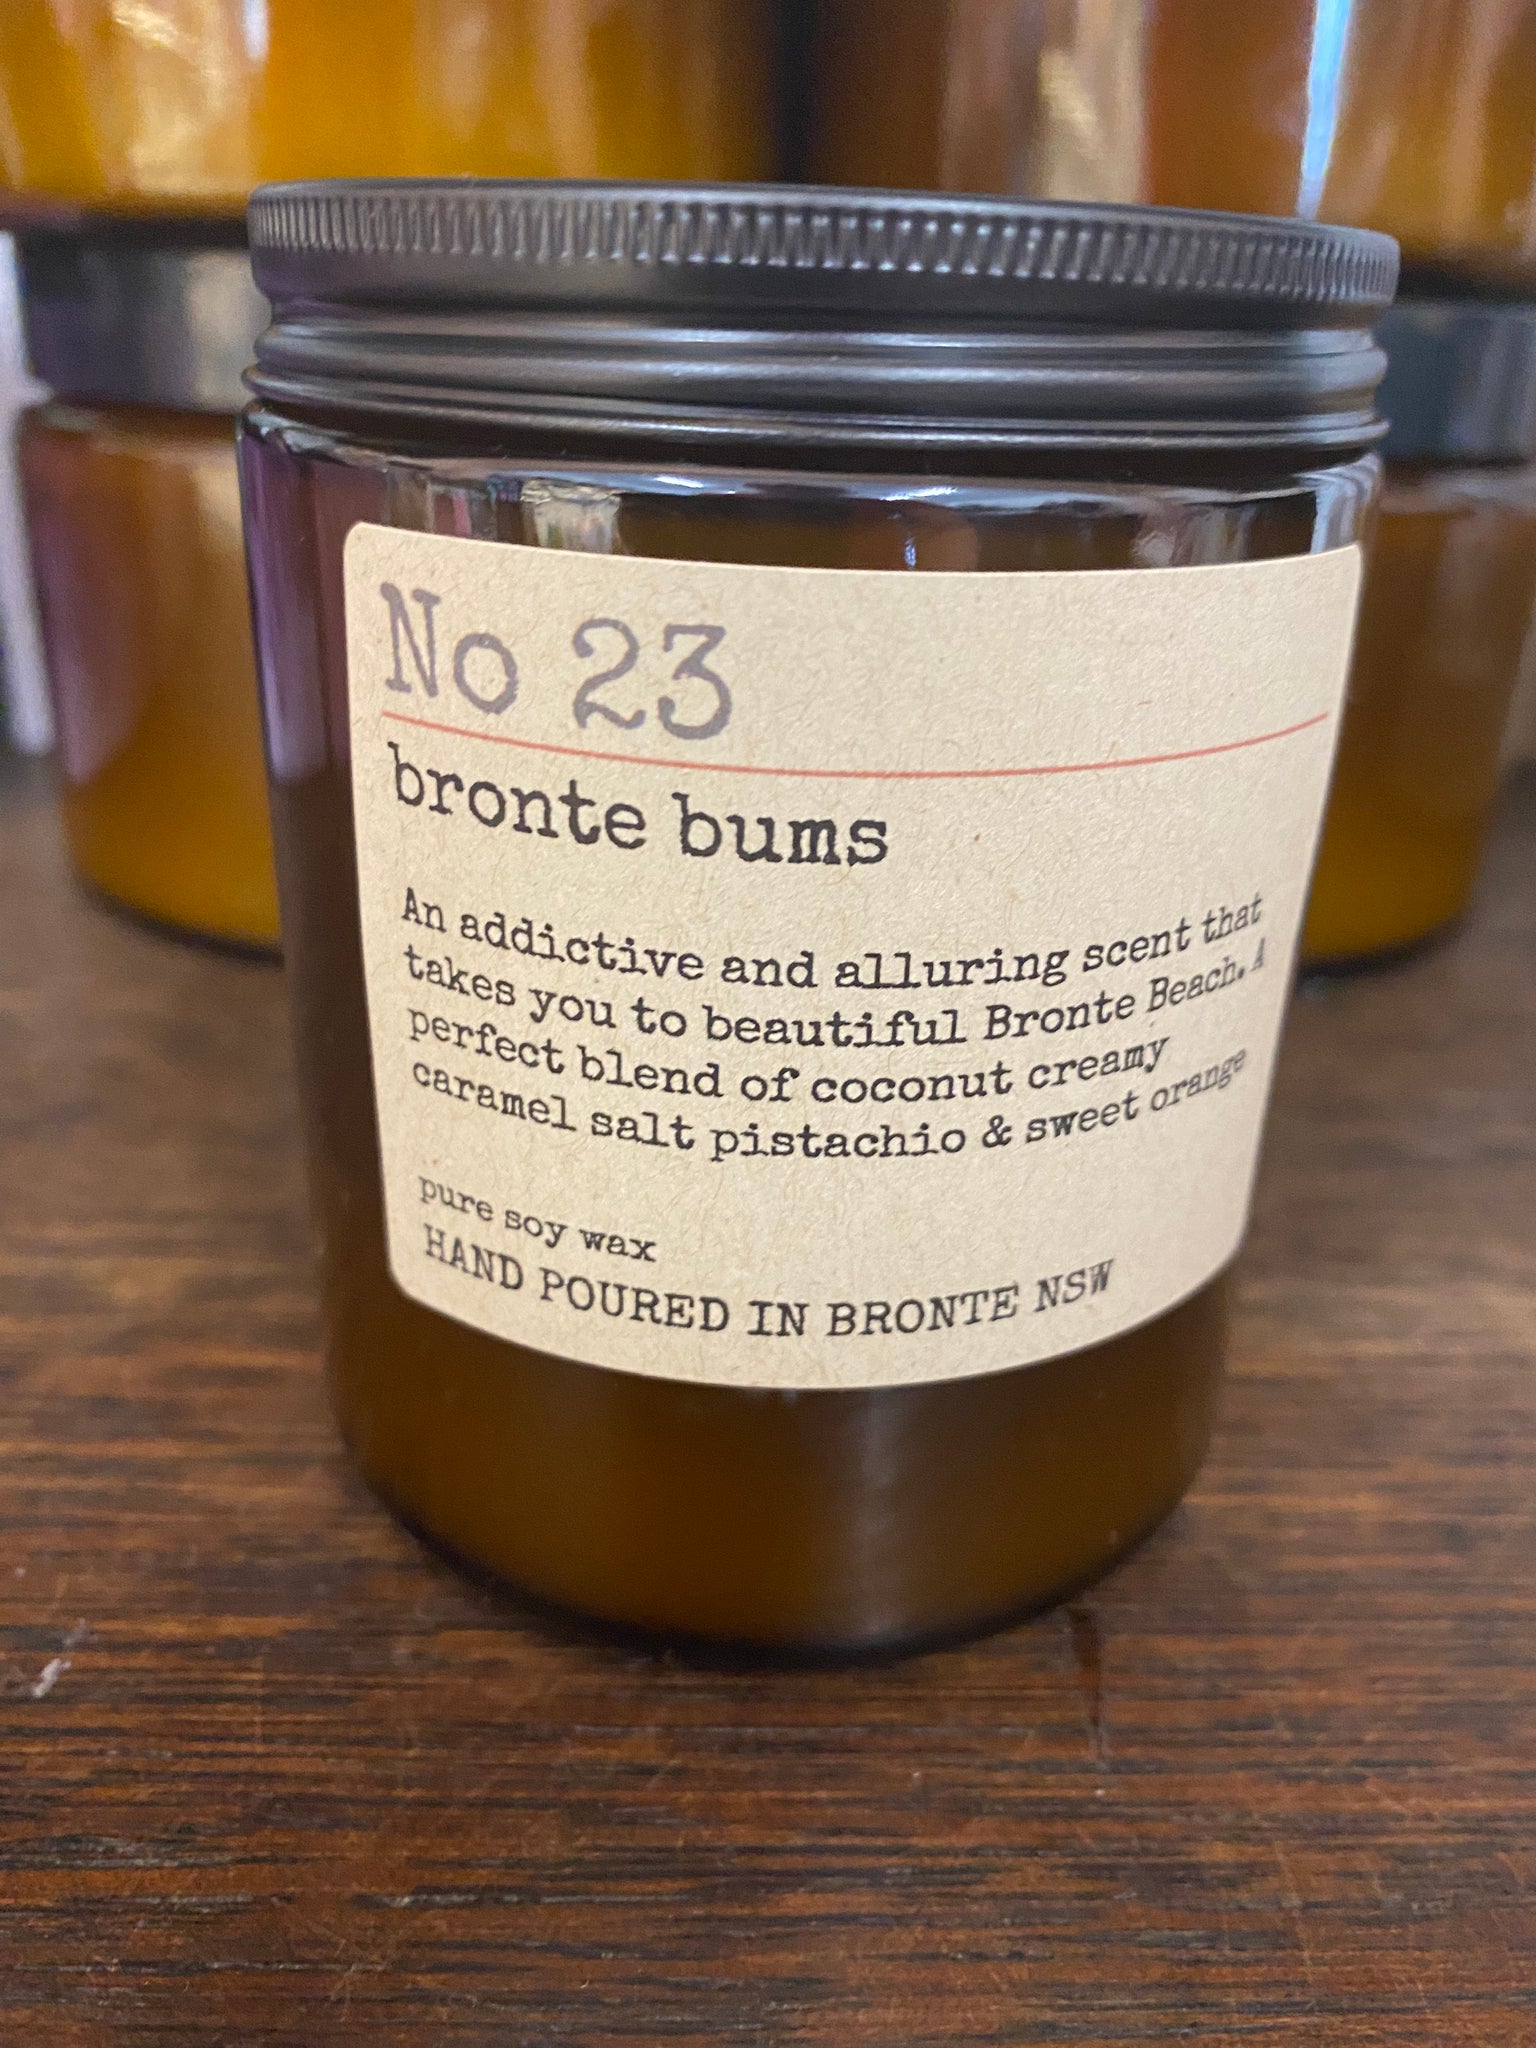 No 23
bronte bums
An addictive and alluring scent that
takes you to beautiful Bronte Beach. A
perfect blend of coconut creamy
caramel salt pistachio & sweet orange
pure soy wax
HAND POURED IN BRONTE NSW